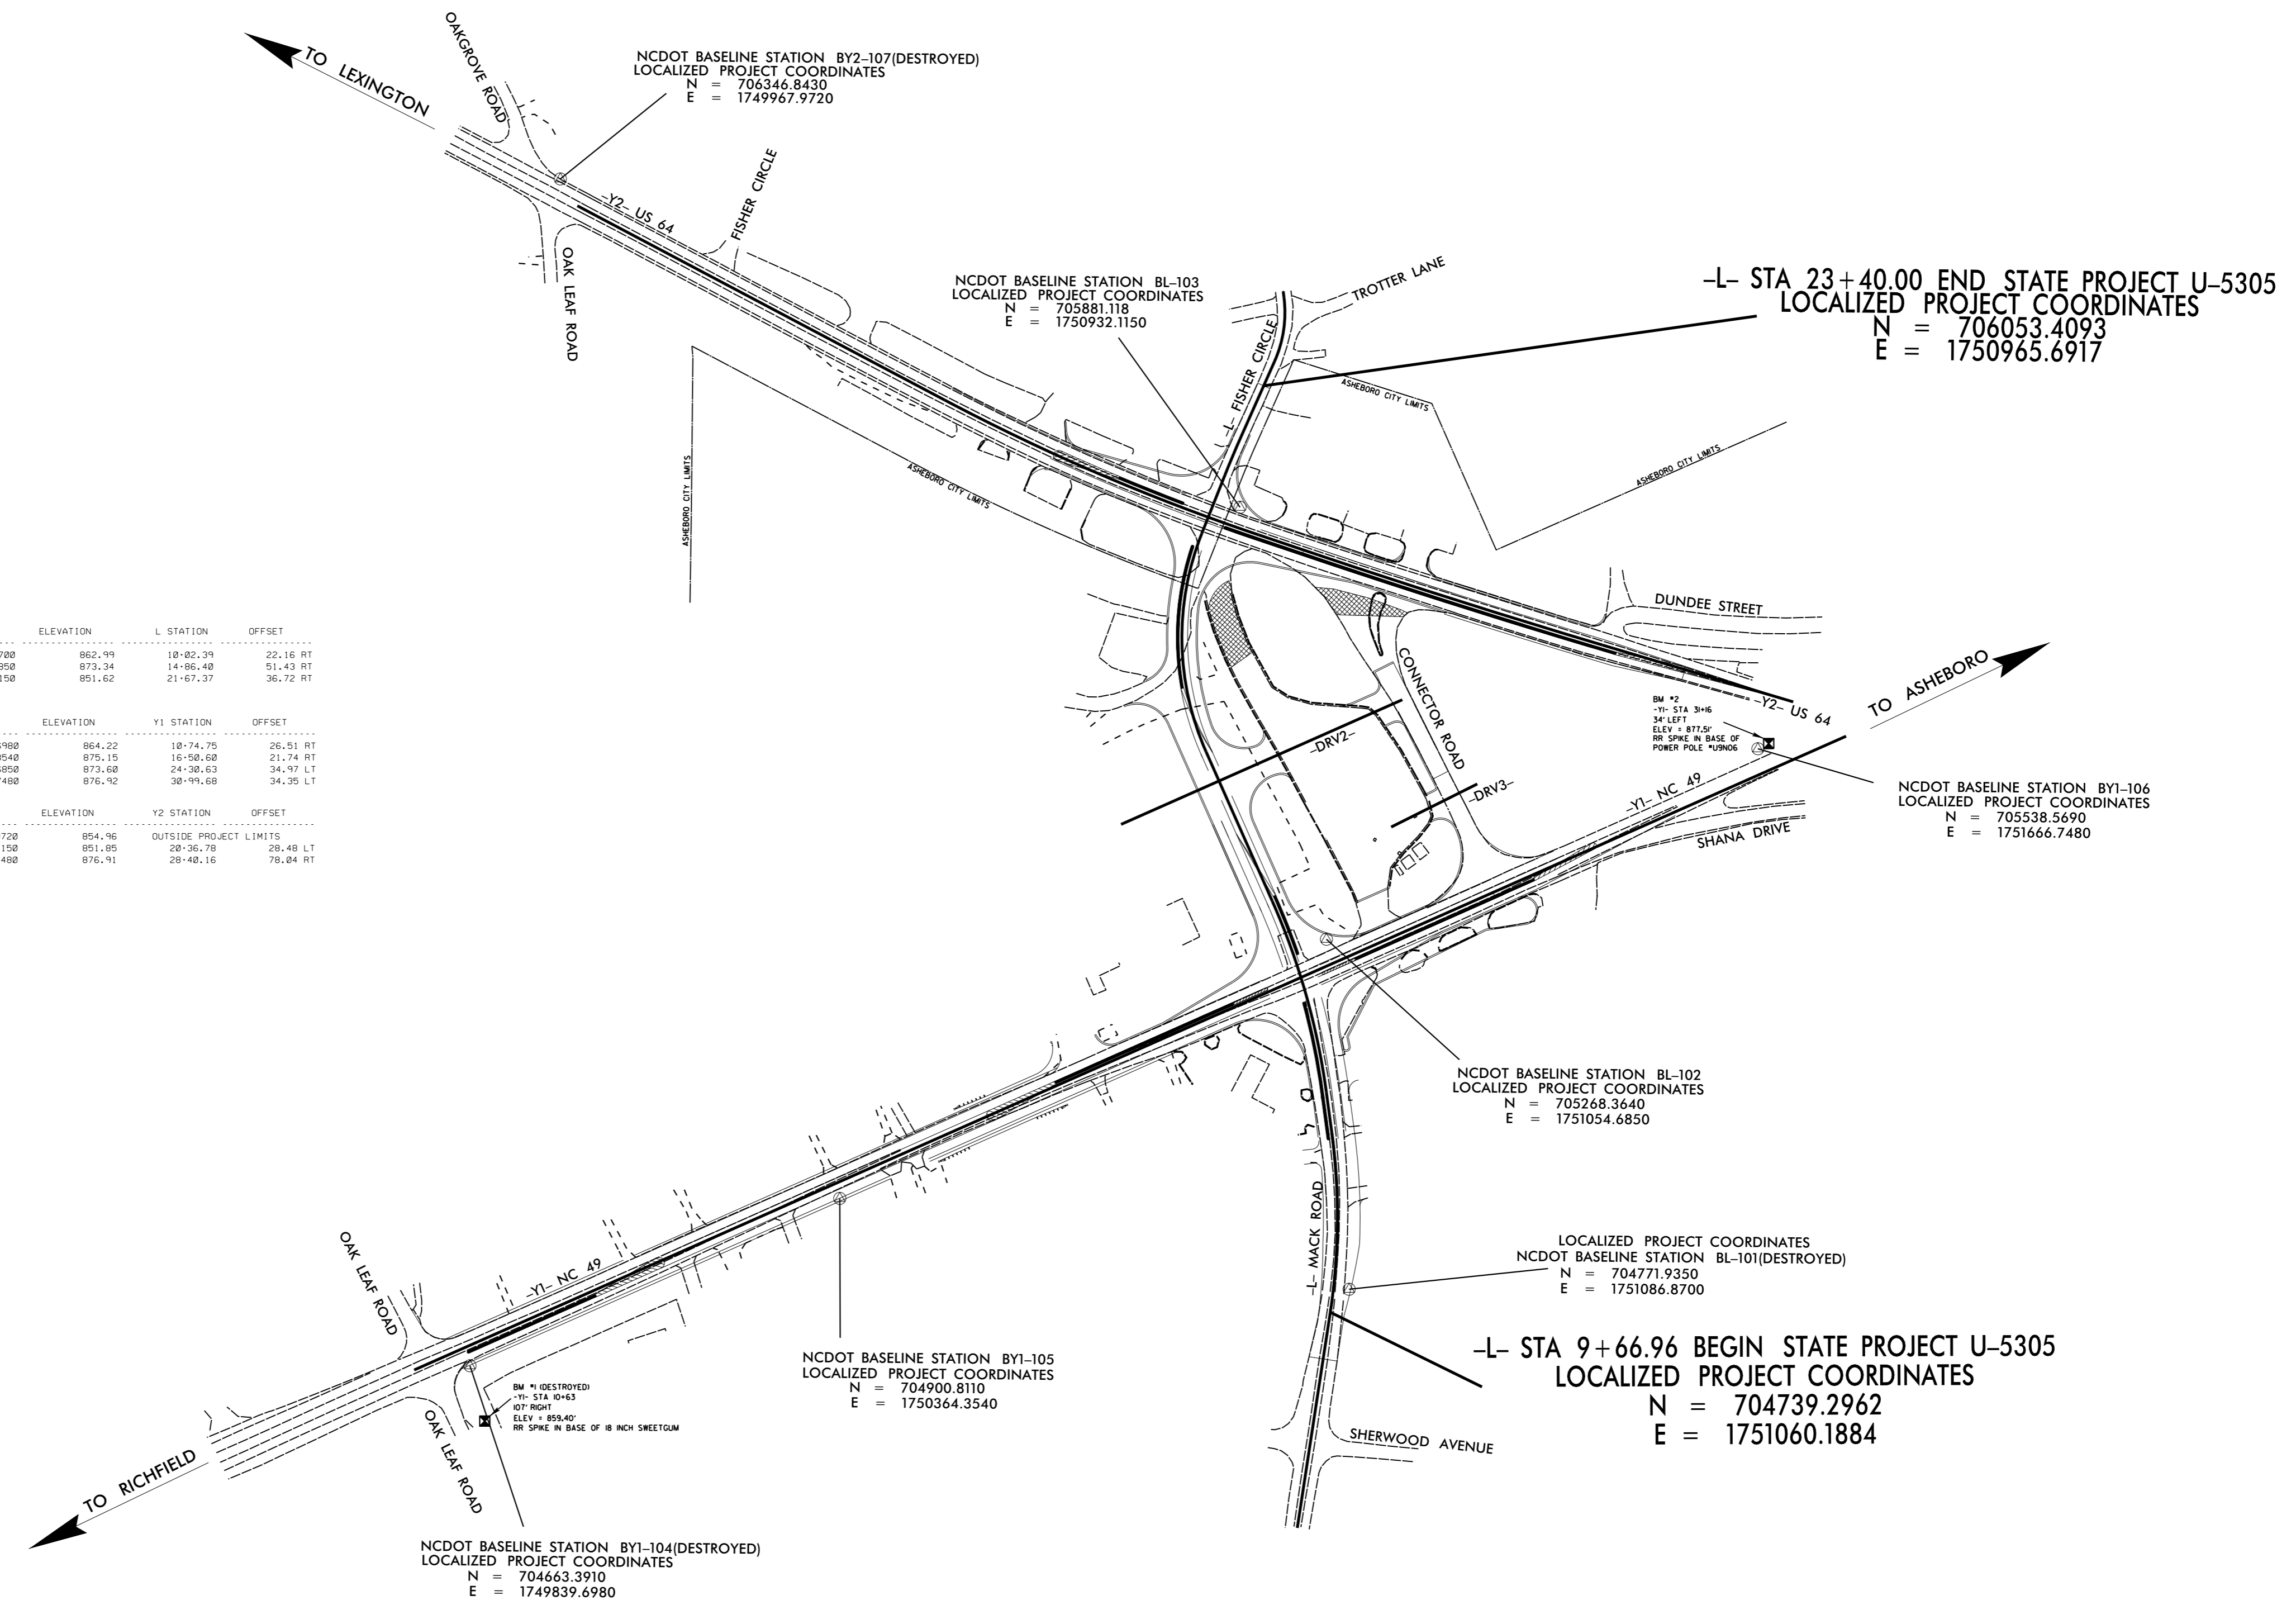 TO LEXINGTON
OAKGROVE ROAD
NCDOT BASELINE STATION BY2-107(DESTROYED)
LOCALIZED PROJECT COORDINATES
N = 706346.8430
E = 1749967.9720
-Y2- US 64
FISHER CIRCLE
OAK LEAF ROAD
NCDOT BASELINE STATION BL-103
LOCALIZED PROJECT COORDINATES
N = 705881.118
E = 1750932.1150
TROTTER LANE
-L- FISHER CIRCLE
-L- STA 23+40.00 END STATE PROJECT U-5305
LOCALIZED PROJECT COORDINATES
N = 706053.4093
E = 1750965.6917
ASHEBORO CITY LIMITS
ASHEBORO CITY LIMITS
ASHEBORO CITY LIMITS
ASHEBORO CITY LIMITS
DUNDEE STREET
CONNECTOR ROAD
-Y2- US 64
TO ASHEBORO
BM #2
-Y1- STA 31+16
34' LEFT
ELEV = 877.51'
RR SPIKE IN BASE OF
POWER POLE #U9N06
-DRV2-
-DRV3-
-Y1- NC 49
SHANA DRIVE
NCDOT BASELINE STATION BY1-106
LOCALIZED PROJECT COORDINATES
N = 705538.5690
E = 1751666.7480
ELEVATION L STATION OFFSET
700 862.99 10+02.39 22.16 RT
850 873.34 14+86.40 51.43 RT
150 851.62 21+67.37 36.72 RT
ELEVATION Y1 STATION OFFSET
6980 864.22 10+74.75 26.51 RT
3540 875.15 16+50.60 21.74 RT
6850 873.60 24+30.63 34.97 LT
7480 876.92 30+99.68 34.35 LT
ELEVATION Y2 STATION OFFSET
720 854.96 OUTSIDE PROJECT LIMITS
150 851.85 20+36.78 28.48 LT
480 876.91 28+40.16 78.04 RT
NCDOT BASELINE STATION BL-102
LOCALIZED PROJECT COORDINATES
N = 705268.3640
E = 1751054.6850
-L- MACK ROAD
LOCALIZED PROJECT COORDINATES
NCDOT BASELINE STATION BL-101(DESTROYED)
N = 704771.9350
E = 1751086.8700
-L- STA 9+66.96 BEGIN STATE PROJECT U-5305
LOCALIZED PROJECT COORDINATES
N = 704739.2962
E = 1751060.1884
SHERWOOD AVENUE
OAK LEAF ROAD
-Y1- NC 49
NCDOT BASELINE STATION BY1-105
LOCALIZED PROJECT COORDINATES
N = 704900.8110
E = 1750364.3540
BM #1 (DESTROYED)
-Y1- STA 10+63
107' RIGHT
ELEV = 859.40'
RR SPIKE IN BASE OF 18 INCH SWEETGUM
OAK LEAF ROAD
TO RICHFIELD
NCDOT BASELINE STATION BY1-104(DESTROYED)
LOCALIZED PROJECT COORDINATES
N = 704663.3910
E = 1749839.6980